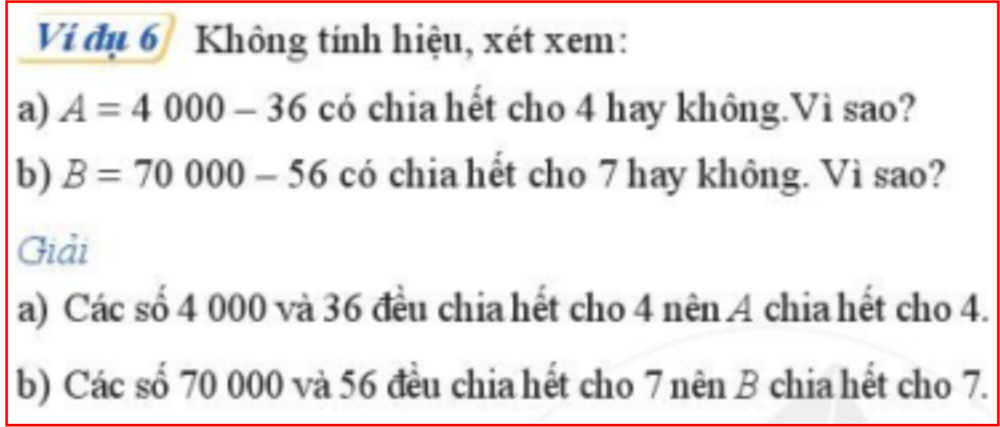 Ví dụ 6 Không tính hiệu, xét xem:
a) A = 4 000 – 36 có chia hết cho 4 hay không.Vì sao?
b) B = 70 000 – 56 có chia hết cho 7 hay không. Vì sao?
Giải
a) Các số 4 000 và 36 đều chia hết cho 4 nên A chia hết cho 4.
b) Các số 70 000 và 56 đều chia hết cho 7 nên B chia hết cho 7.